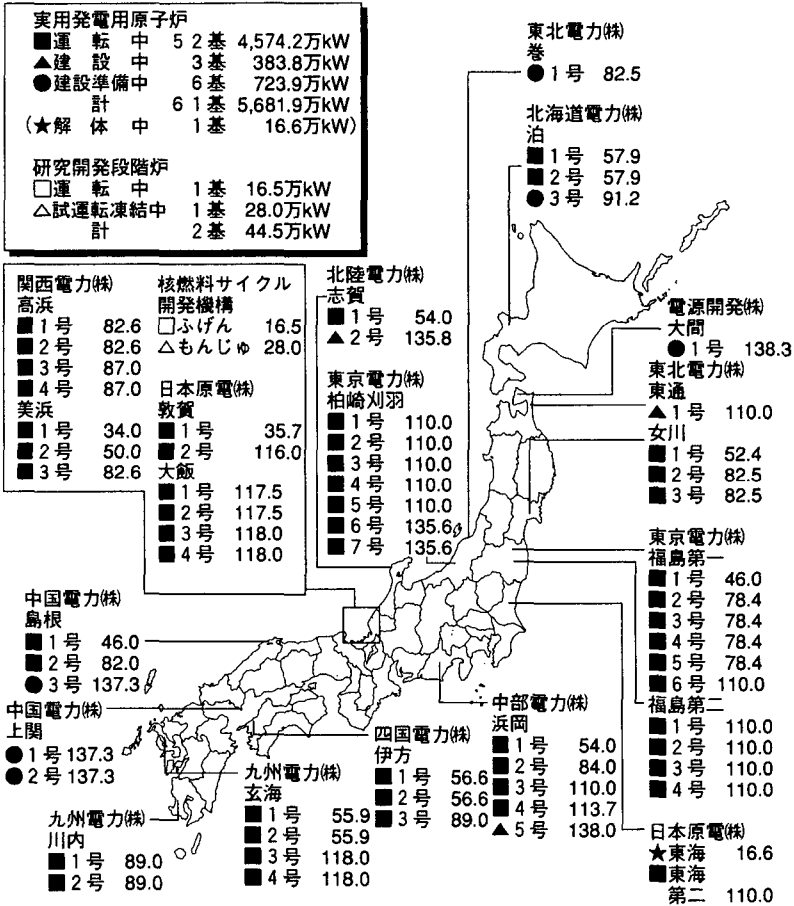 実用発電用原子炉
■運転中 52基 4,574.2万kW
▲建設中 3基 383.8万kW
●建設準備中 6基 723.9万kW
計 61基 5,681.9万kW
(★解体中 1基 16.6万kW)
研究開発段階炉
□運転中 1基 16.5万kW
△試運転凍結中 1基 28.0万kW
計 2基 44.5万kW
東北電力㈱
巻
●1号 82.5
北海道電力㈱
泊
■1号 57.9
■2号 57.9
●3号 91.2
関西電力㈱
高浜
■1号 82.6
■2号 82.6
■3号 87.0
■4号 87.0
美浜
■1号 34.0
■2号 50.0
■3号 82.6
核燃料サイクル
開発機構
□ふげん 16.5
△もんじゅ 28.0
日本原電㈱
敦賀
■1号 35.7
■2号 116.0
大飯
■1号 117.5
■2号 117.5
■3号 118.0
■4号 118.0
北陸電力㈱
志賀
■1号 54.0
▲2号 135.8
東京電力㈱
柏崎刈羽
■1号 110.0
■2号 110.0
■3号 110.0
■4号 110.0
■5号 110.0
■6号 135.6
■7号 135.6
電源開発㈱
大間
●1号 138.3
東北電力㈱
東通
▲1号 110.0
女川
■1号 52.4
■2号 82.5
■3号 82.5
東京電力㈱
福島第一
■1号 46.0
■2号 78.4
■3号 78.4
■4号 78.4
■5号 78.4
■6号 110.0
福島第二
■1号 110.0
■2号 110.0
■3号 110.0
■4号 110.0
中国電力㈱
島根
■1号 46.0
■2号 82.0
●3号 137.3
中国電力㈱
上関
●1号 137.3
●2号 137.3
九州電力㈱
川内
■1号 89.0
■2号 89.0
九州電力㈱
玄海
■1号 55.9
■2号 55.9
■3号 118.0
■4号 118.0
四国電力㈱
伊方
■1号 56.6
■2号 56.6
■3号 89.0
中部電力㈱
浜岡
■1号 54.0
■2号 84.0
■3号 110.0
■4号 113.7
▲5号 138.0
日本原電㈱
★東海 16.6
■東海
第二 110.0